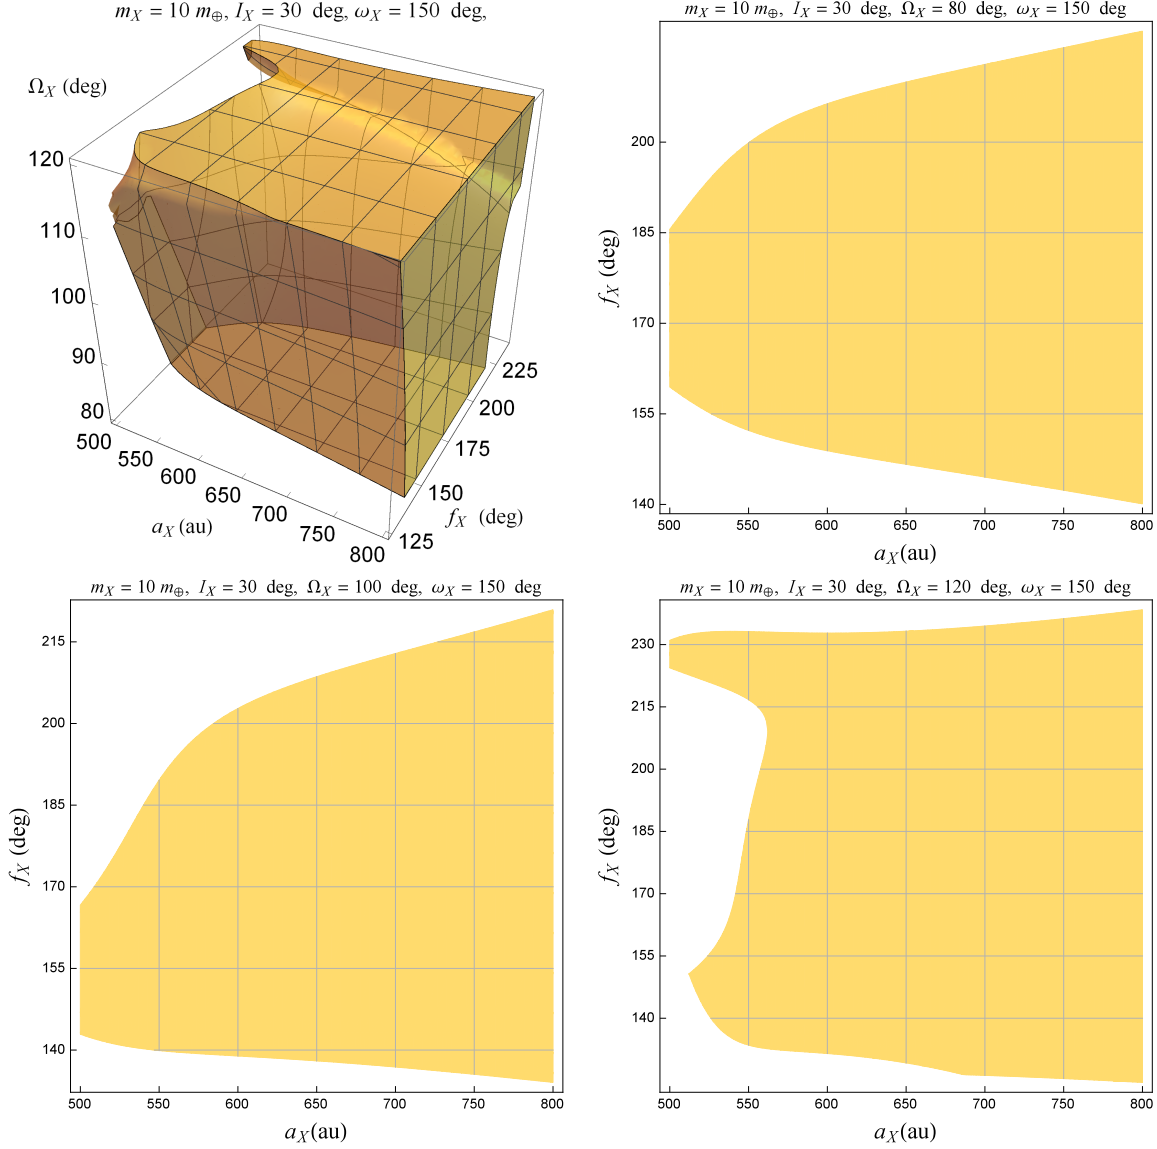 m_X = 10 m_⊕, I_X = 30 deg, ω_X = 150 deg,
Ω_X (deg)
120
110
100
90
80
500
550
600
650
700
750
800
a_X (au)
125
150
175
200
225
f_X (deg)
m_X = 10 m_⊕, I_X = 30 deg, Ω_X = 80 deg, ω_X = 150 deg
200
185
170
155
140
f_X (deg)
500 550 600 650 700 750 800
a_X(au)
m_X = 10 m_⊕, I_X = 30 deg, Ω_X = 100 deg, ω_X = 150 deg
215
200
185
170
155
140
f_X (deg)
500 550 600 650 700 750 800
a_X(au)
m_X = 10 m_⊕, I_X = 30 deg, Ω_X = 120 deg, ω_X = 150 deg
230
215
200
185
170
155
140
f_X (deg)
500 550 600 650 700 750 800
a_X(au)